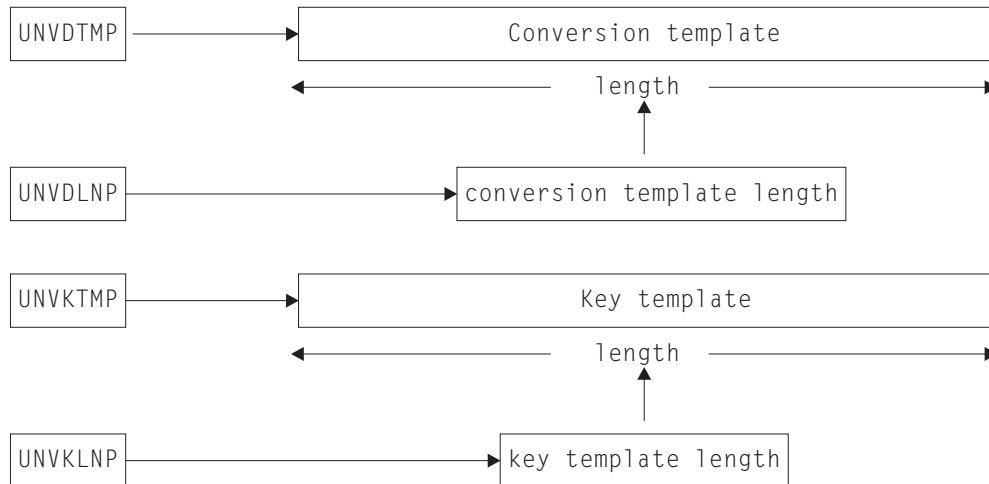 UNVDTMP Conversion template
length
UNVDLNP conversion template length
UNVKTMP Key template
length
UNVKLNP key template length